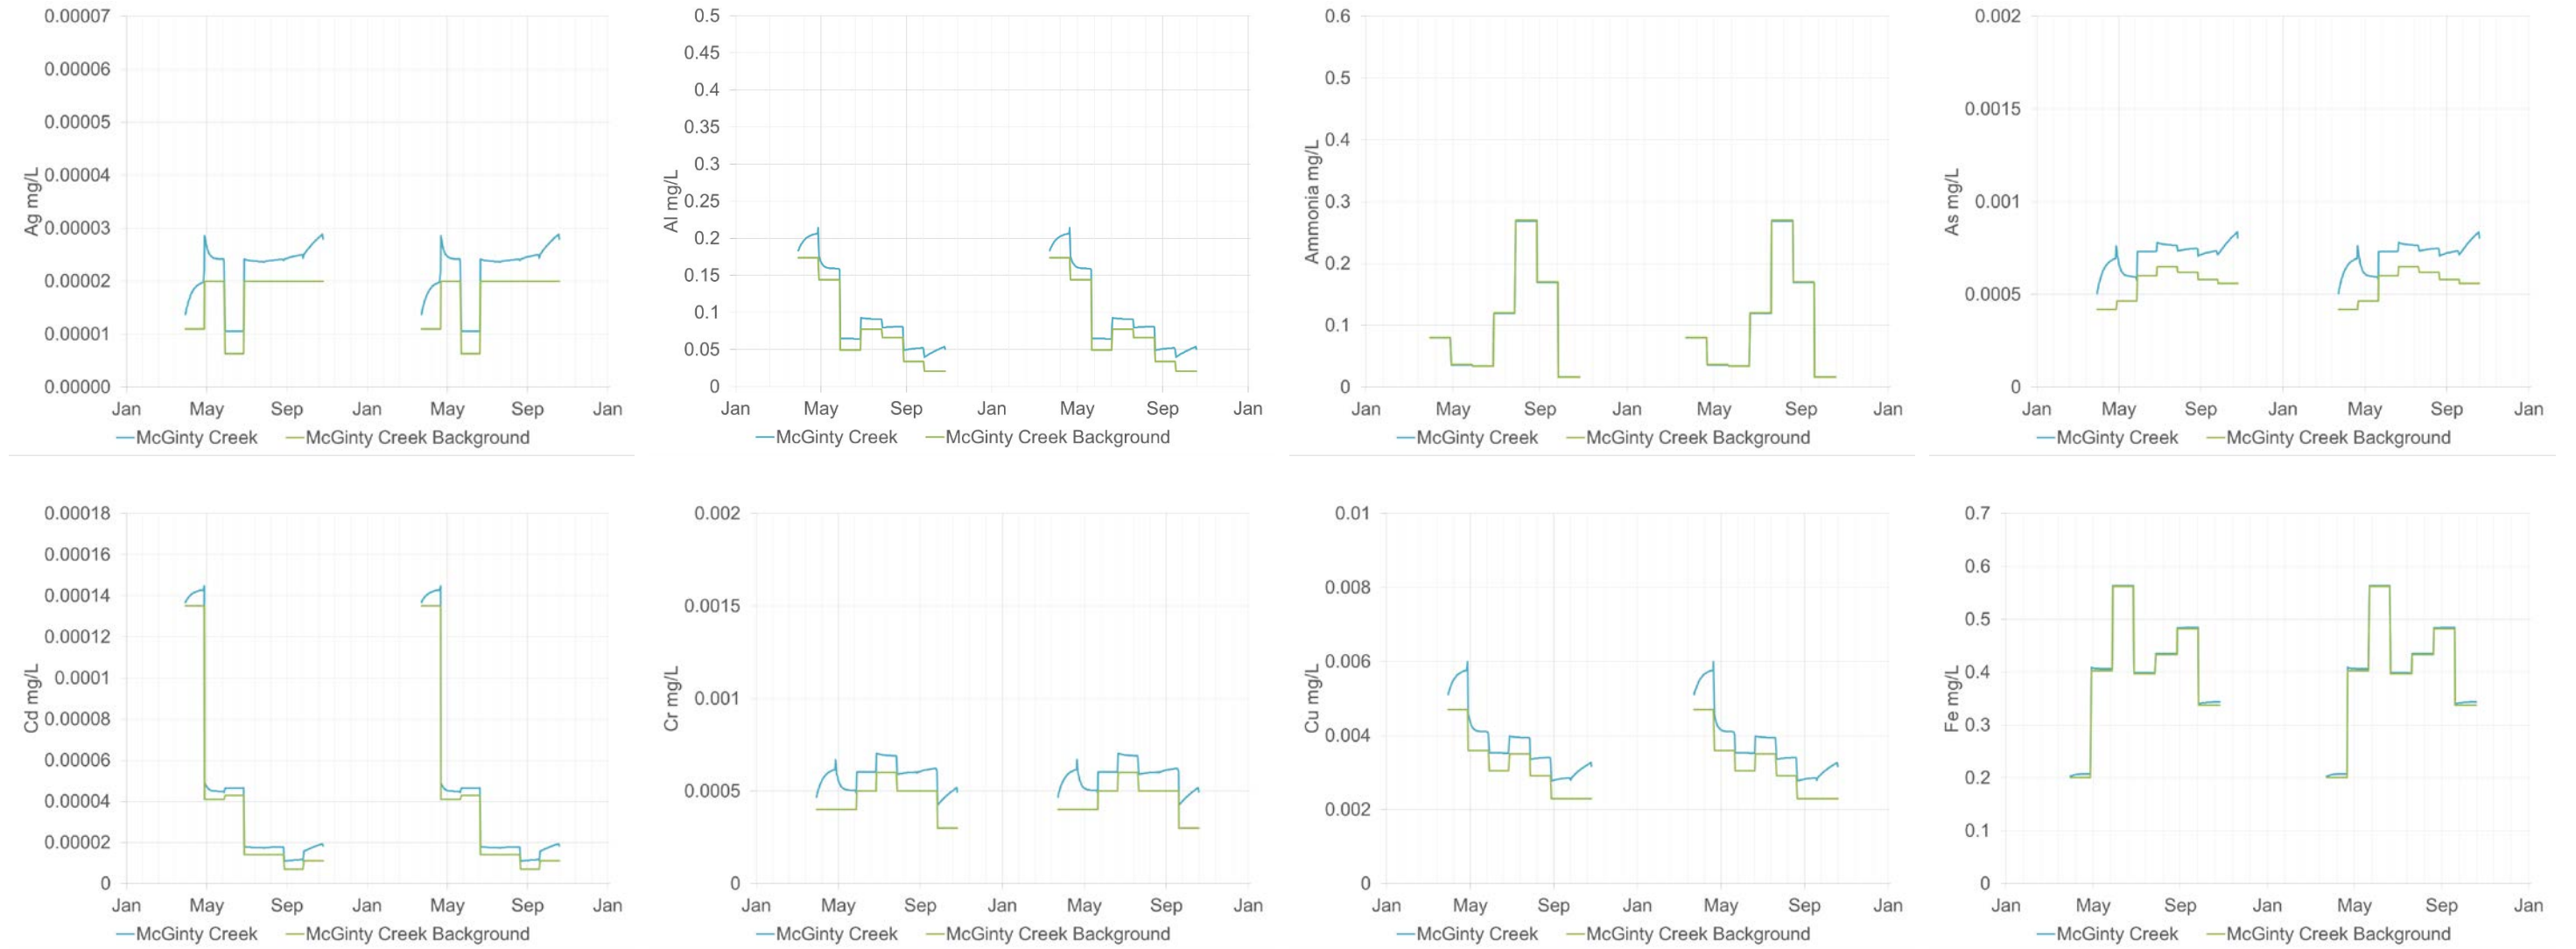 Ag mg/L
0.00007
0.00006
0.00005
0.00004
0.00003
0.00002
0.00001
0.00000
Jan May Sep Jan May Sep Jan
McGinty Creek McGinty Creek Background
Al mg/L
0.5
0.45
0.4
0.35
0.3
0.25
0.2
0.15
0.1
0.05
0
Jan May Sep Jan May Sep Jan
McGinty Creek McGinty Creek Background
Ammonia mg/L
0.6
0.5
0.4
0.3
0.2
0.1
0
Jan May Sep Jan May Sep Jan
McGinty Creek McGinty Creek Background
As mg/L
0.002
0.0015
0.001
0.0005
0
Jan May Sep Jan May Sep Jan
McGinty Creek McGinty Creek Background
Cd mg/L
0.00018
0.00016
0.00014
0.00012
0.0001
0.00008
0.00006
0.00004
0.00002
0
Jan May Sep Jan May Sep Jan
McGinty Creek McGinty Creek Background
Cr mg/L
0.002
0.0015
0.001
0.0005
0
Jan May Sep Jan May Sep Jan
McGinty Creek McGinty Creek Background
Cu mg/L
0.01
0.008
0.006
0.004
0.002
0
Jan May Sep Jan May Sep Jan
McGinty Creek McGinty Creek Background
Fe mg/L
0.7
0.6
0.5
0.4
0.3
0.2
0.1
0
Jan May Sep Jan May Sep Jan
McGinty Creek McGinty Creek Background